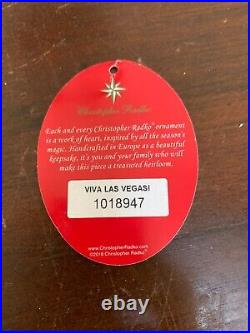 Christopher Radko
Each and every Christopher Radko® ornament
is a work of heart, inspired by all the season's
magic. Handcrafted in Europe as a beautiful
keepsake, it's you and your family who will
make this piece a treasured heirloom.
VIVA LAS VEGAS!
1018947
www.ChristopherRadko.com
©2018 Christopher Radko®